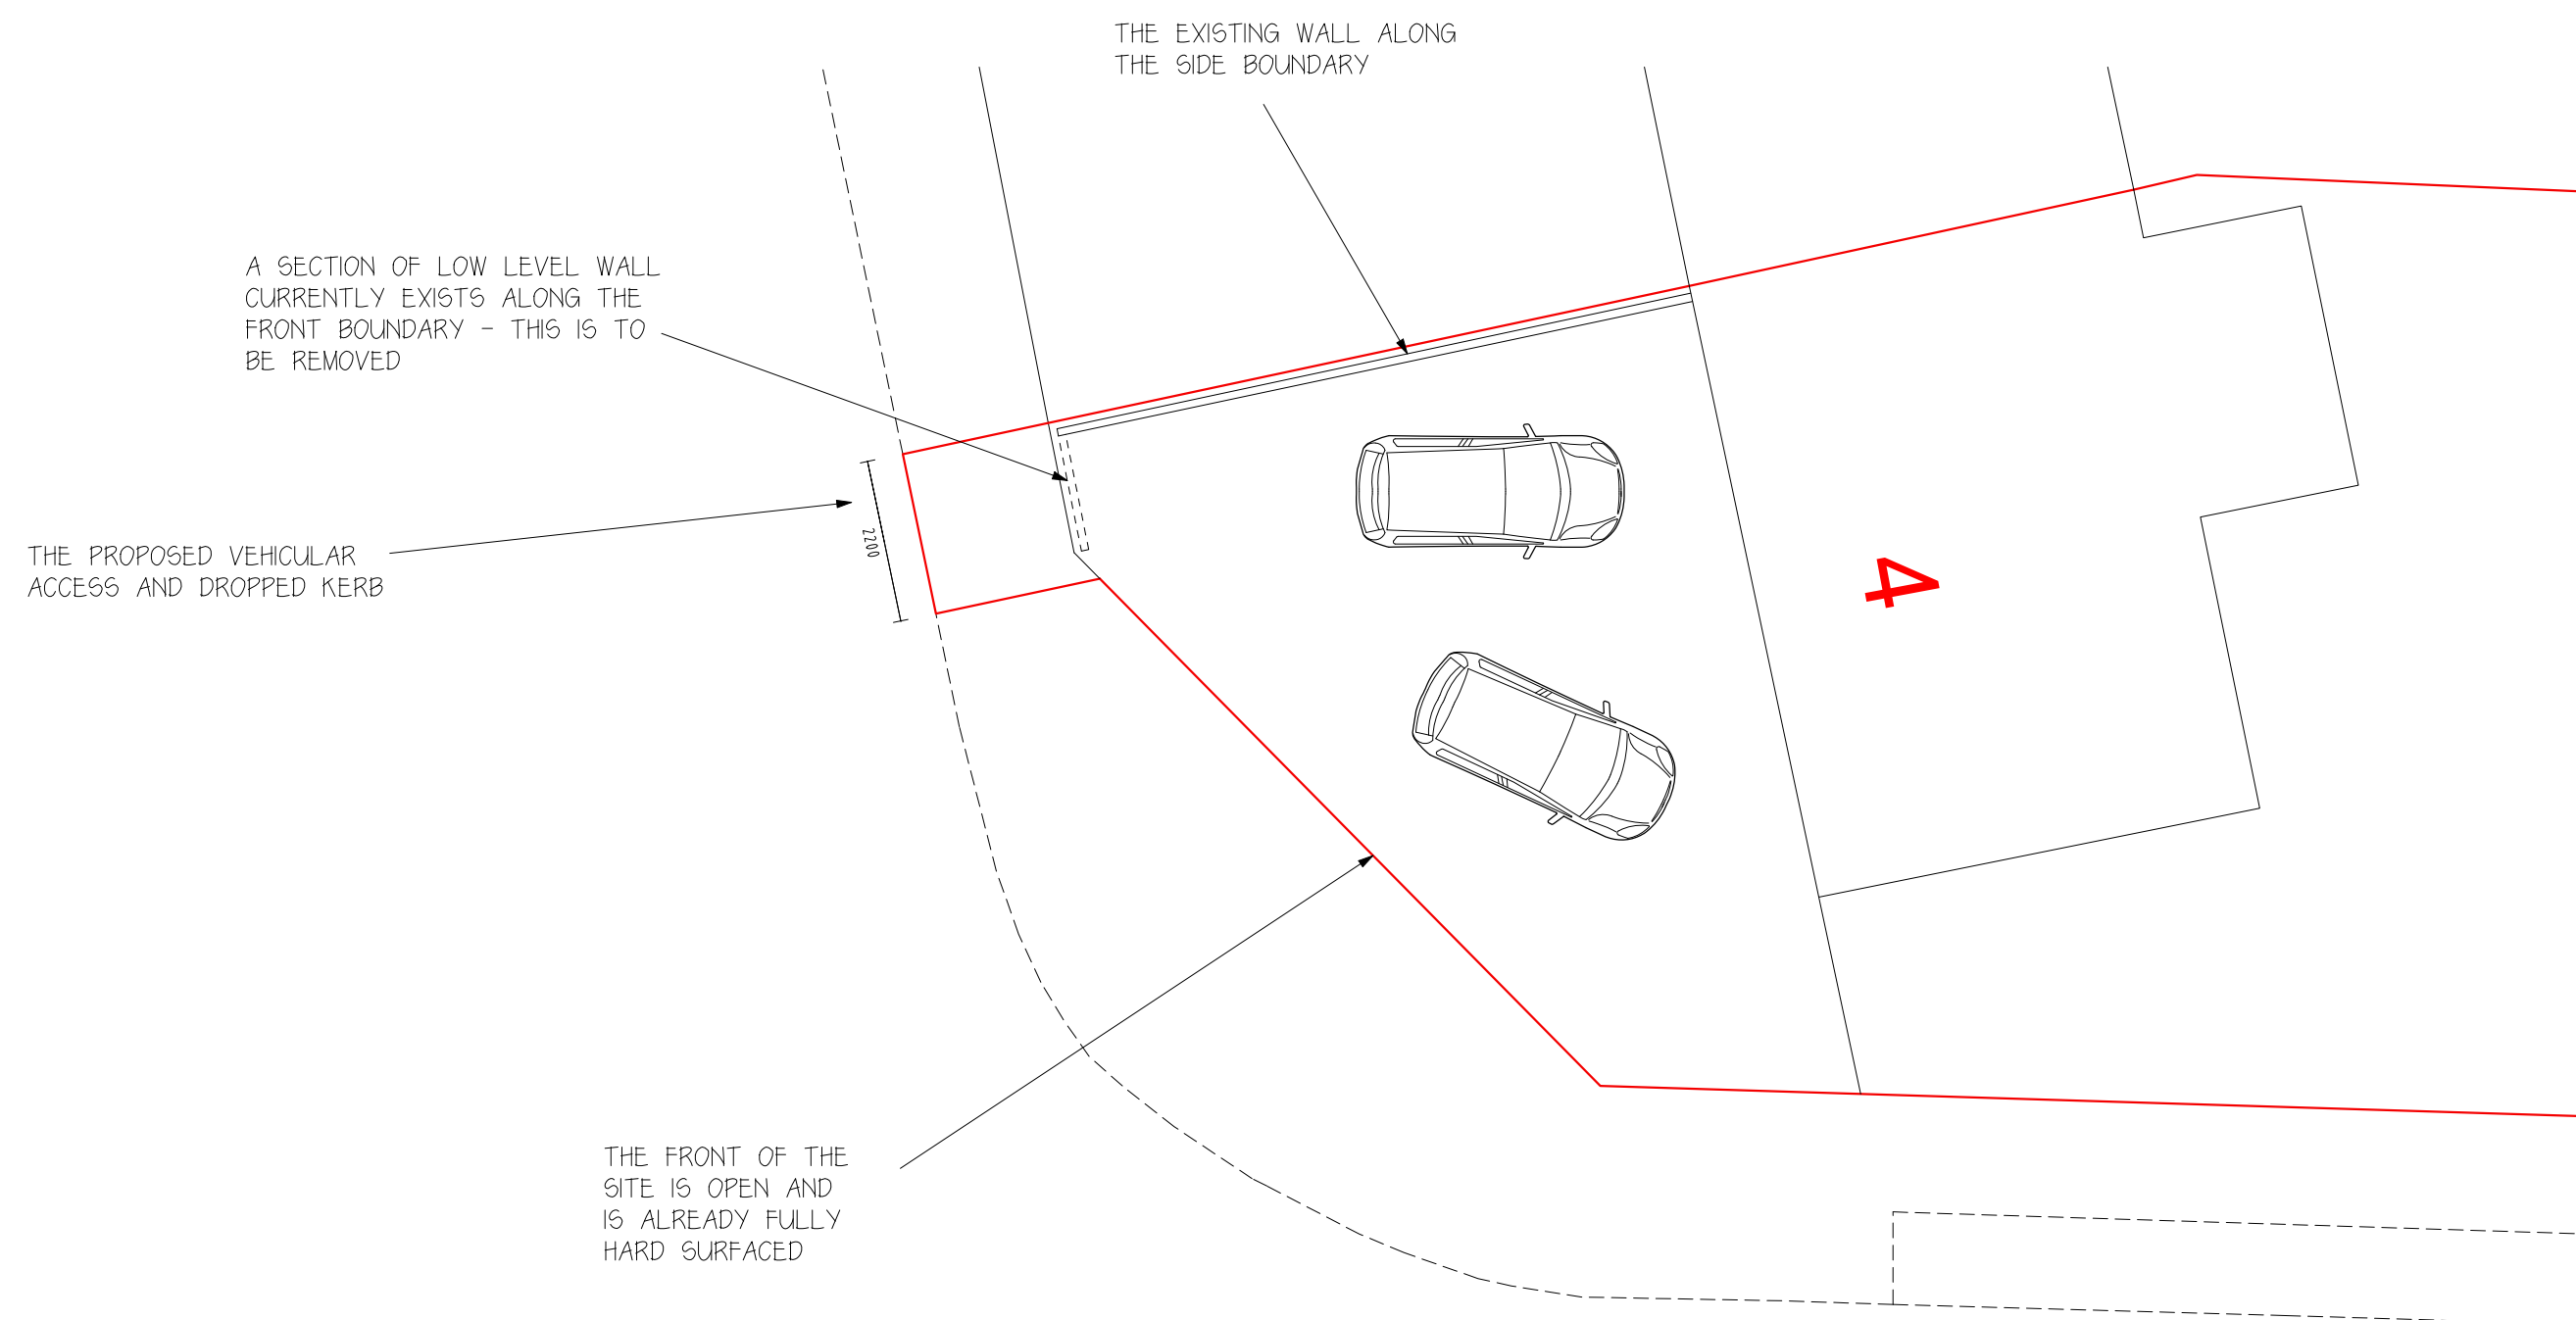 THE EXISTING WALL ALONG
THE SIDE BOUNDARY
A SECTION OF LOW LEVEL WALL
CURRENTLY EXISTS ALONG THE
FRONT BOUNDARY - THIS IS TO
BE REMOVED
THE PROPOSED VEHICULAR
ACCESS AND DROPPED KERB
2200
4
THE FRONT OF THE
SITE IS OPEN AND
IS ALREADY FULLY
HARD SURFACED